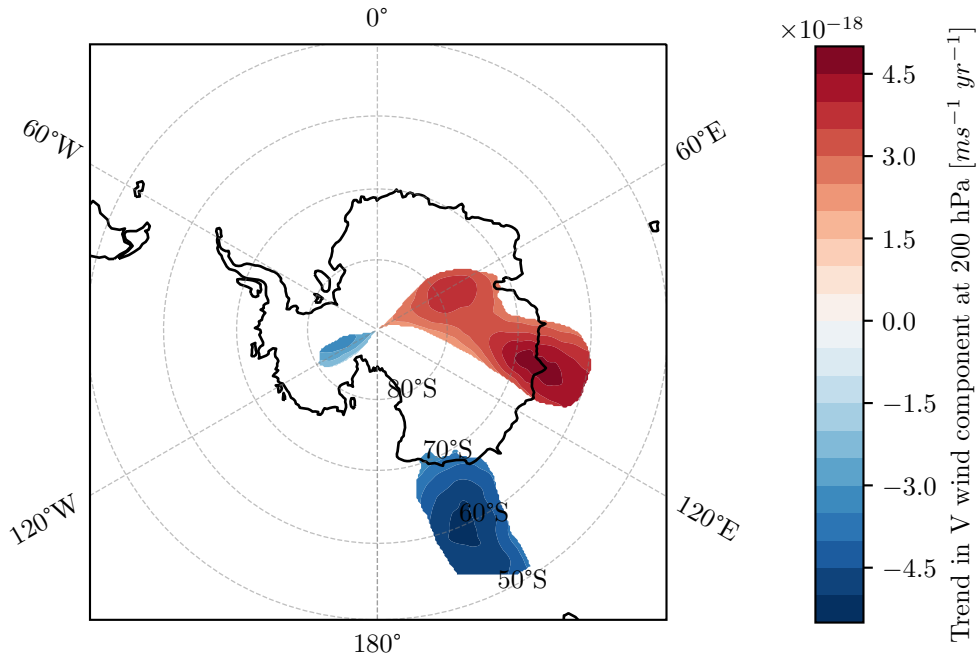 0°
60°W
60°E
80°S
70°S
60°S
50°S
120°W
120°E
180°
×10⁻¹⁸
4.5
3.0
1.5
0.0
−1.5
−3.0
−4.5
Trend in V wind component at 200 hPa [ms⁻¹ yr⁻¹]